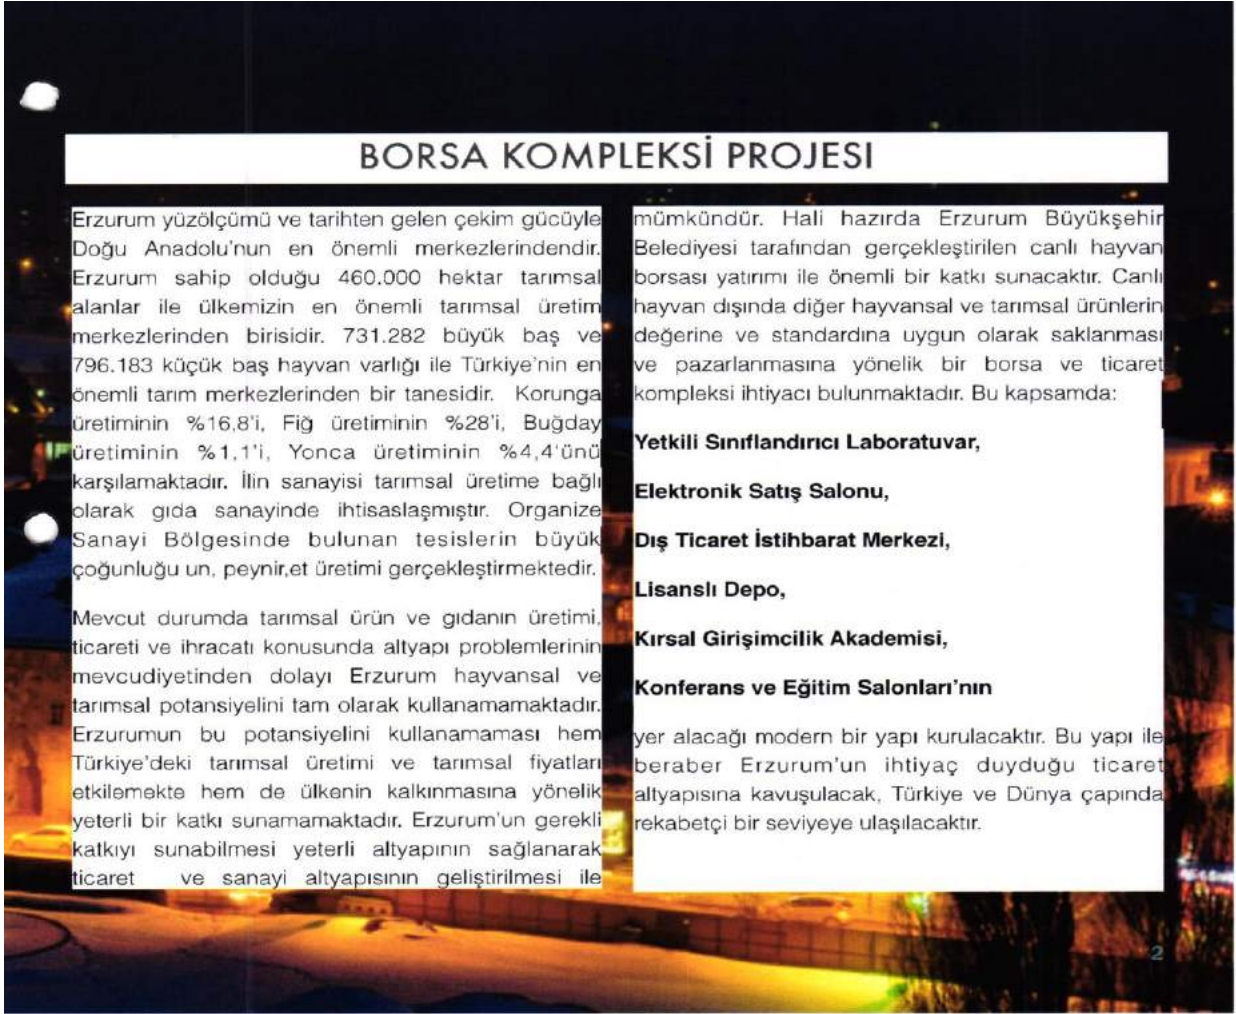 BORSA KOMPLEKSİ PROJESI
Erzurum yüzölçümü ve tarihten gelen çekim gücüyle
Doğu Anadolu'nun en önemli merkezlerindendir.
Erzurum sahip olduğu 460.000 hektar tarımsal
alanlar ile ülkemizin en önemli tarımsal üretim
merkezlerinden birisidir. 731.282 büyük baş ve
796.183 küçük baş hayvan varlığı ile Türkiye'nin en
önemli tarım merkezlerinden bir tanesidir. Korunga
üretiminin %16,8'i, Fiğ üretiminin %28'i, Buğday
üretiminin %1,1'i, Yonca üretiminin %4,4'ünü
karşılamaktadır. İlin sanayisi tarımsal üretime bağlı
olarak gıda sanayinde ihtisaslaşmıştır. Organize
Sanayi Bölgesinde bulunan tesislerin büyük
çoğunluğu un, peynir,et üretimi gerçekleştirmektedir.
Mevcut durumda tarımsal ürün ve gıdanın üretimi,
ticareti ve ihracatı konusunda altyapı problemlerinin
mevcudiyetinden dolayı Erzurum hayvansal ve
tarımsal potansiyelini tam olarak kullanamamaktadır.
Erzurumun bu potansiyelini kullanamaması hem
Türkiye'deki tarımsal üretimi ve tarımsal fiyatları
etkilemekte hem de ülkenin kalkınmasına yönelik
yeterli bir katkı sunamamaktadır. Erzurum'un gerekli
katkıyı sunabilmesi yeterli altyapının sağlanarak
ticaret ve sanayi altyapısının geliştirilmesi ile
mümkündür. Hali hazırda Erzurum Büyükşehir
Belediyesi tarafından gerçekleştirilen canlı hayvan
borsası yatırımı ile önemli bir katkı sunacaktır. Canlı
hayvan dışında diğer hayvansal ve tarımsal ürünlerin
değerine ve standardına uygun olarak saklanması
ve pazarlanmasına yönelik bir borsa ve ticaret
kompleksi ihtiyacı bulunmaktadır. Bu kapsamda:
Yetkili Sınıflandırıcı Laboratuvar,
Elektronik Satış Salonu,
Dış Ticaret İstihbarat Merkezi,
Lisanslı Depo,
Kırsal Girişimcilik Akademisi,
Konferans ve Eğitim Salonları'nın
yer alacağı modern bir yapı kurulacaktır. Bu yapı ile
beraber Erzurum'un ihtiyaç duyduğu ticaret
altyapısına kavuşulacak, Türkiye ve Dünya çapında
rekabetçi bir seviyeye ulaşılacaktır.
2